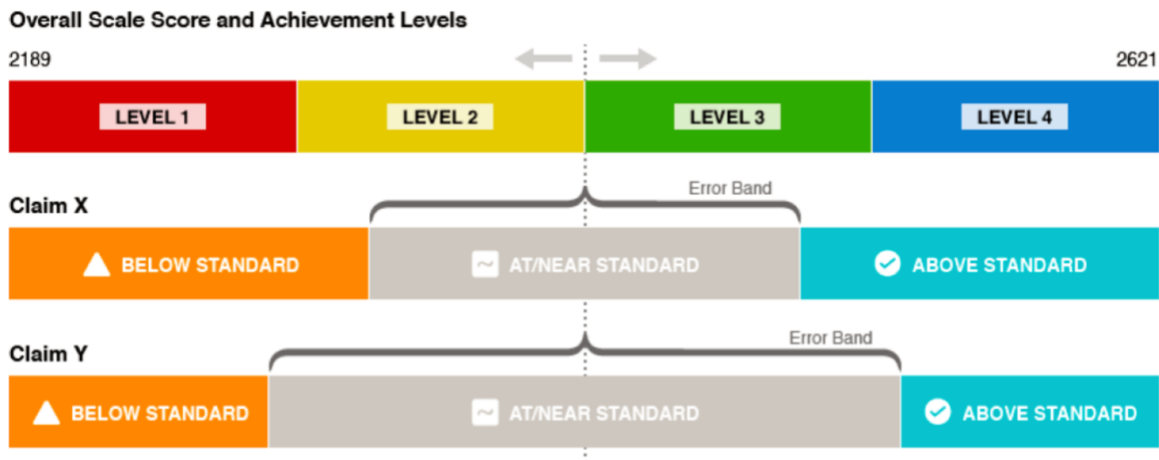 Overall Scale Score and Achievement Levels
2189 2621
LEVEL 1 LEVEL 2 LEVEL 3 LEVEL 4
Error Band
Claim X
BELOW STANDARD AT/NEAR STANDARD ABOVE STANDARD
Error Band
Claim Y
BELOW STANDARD AT/NEAR STANDARD ABOVE STANDARD